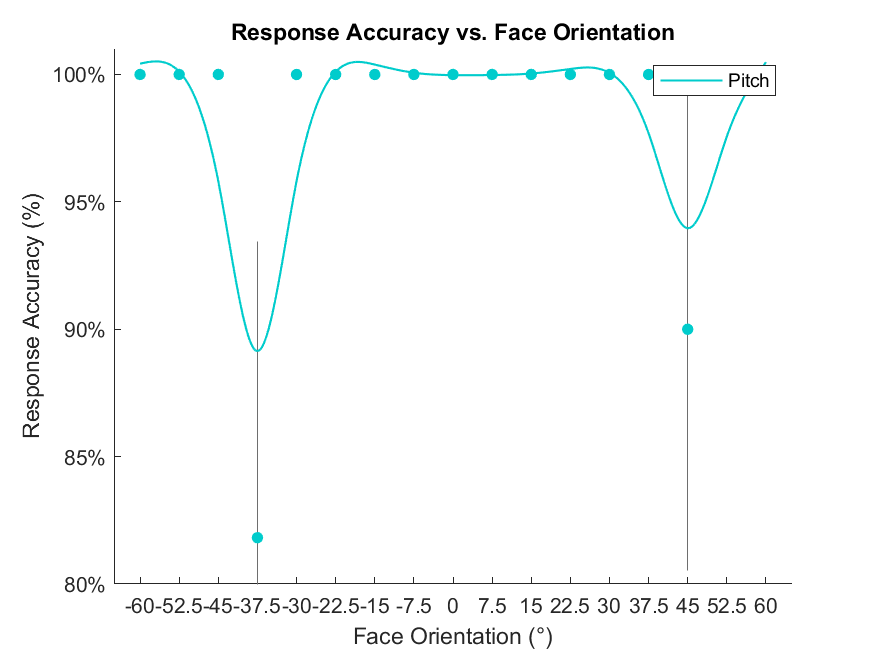 Response Accuracy vs. Face Orientation
100%
95%
90%
85%
80%
Response Accuracy (%)
Pitch
-60 -52.5 -45 -37.5 -30 -22.5 -15 -7.5 0 7.5 15 22.5 30 37.5 45 52.5 60
Face Orientation (°)